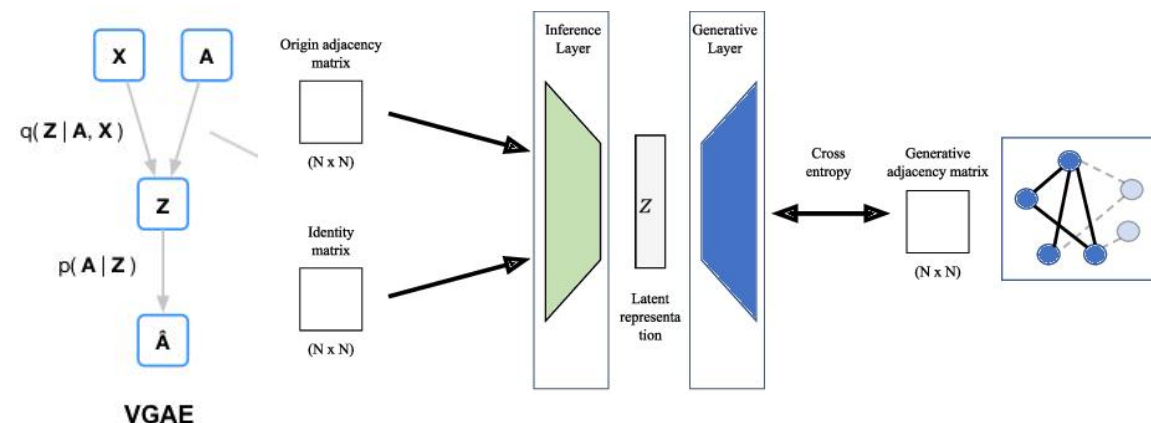 X
A
q( Z | A, X )
Z
p( A | Z )
Â
VGAE
Origin adjacency
matrix
(N x N)
Identity
matrix
(N x N)
Inference
Layer
Z
Latent
representa
tion
Generative
Layer
Cross
entropy
Generative
adjacency matrix
(N x N)